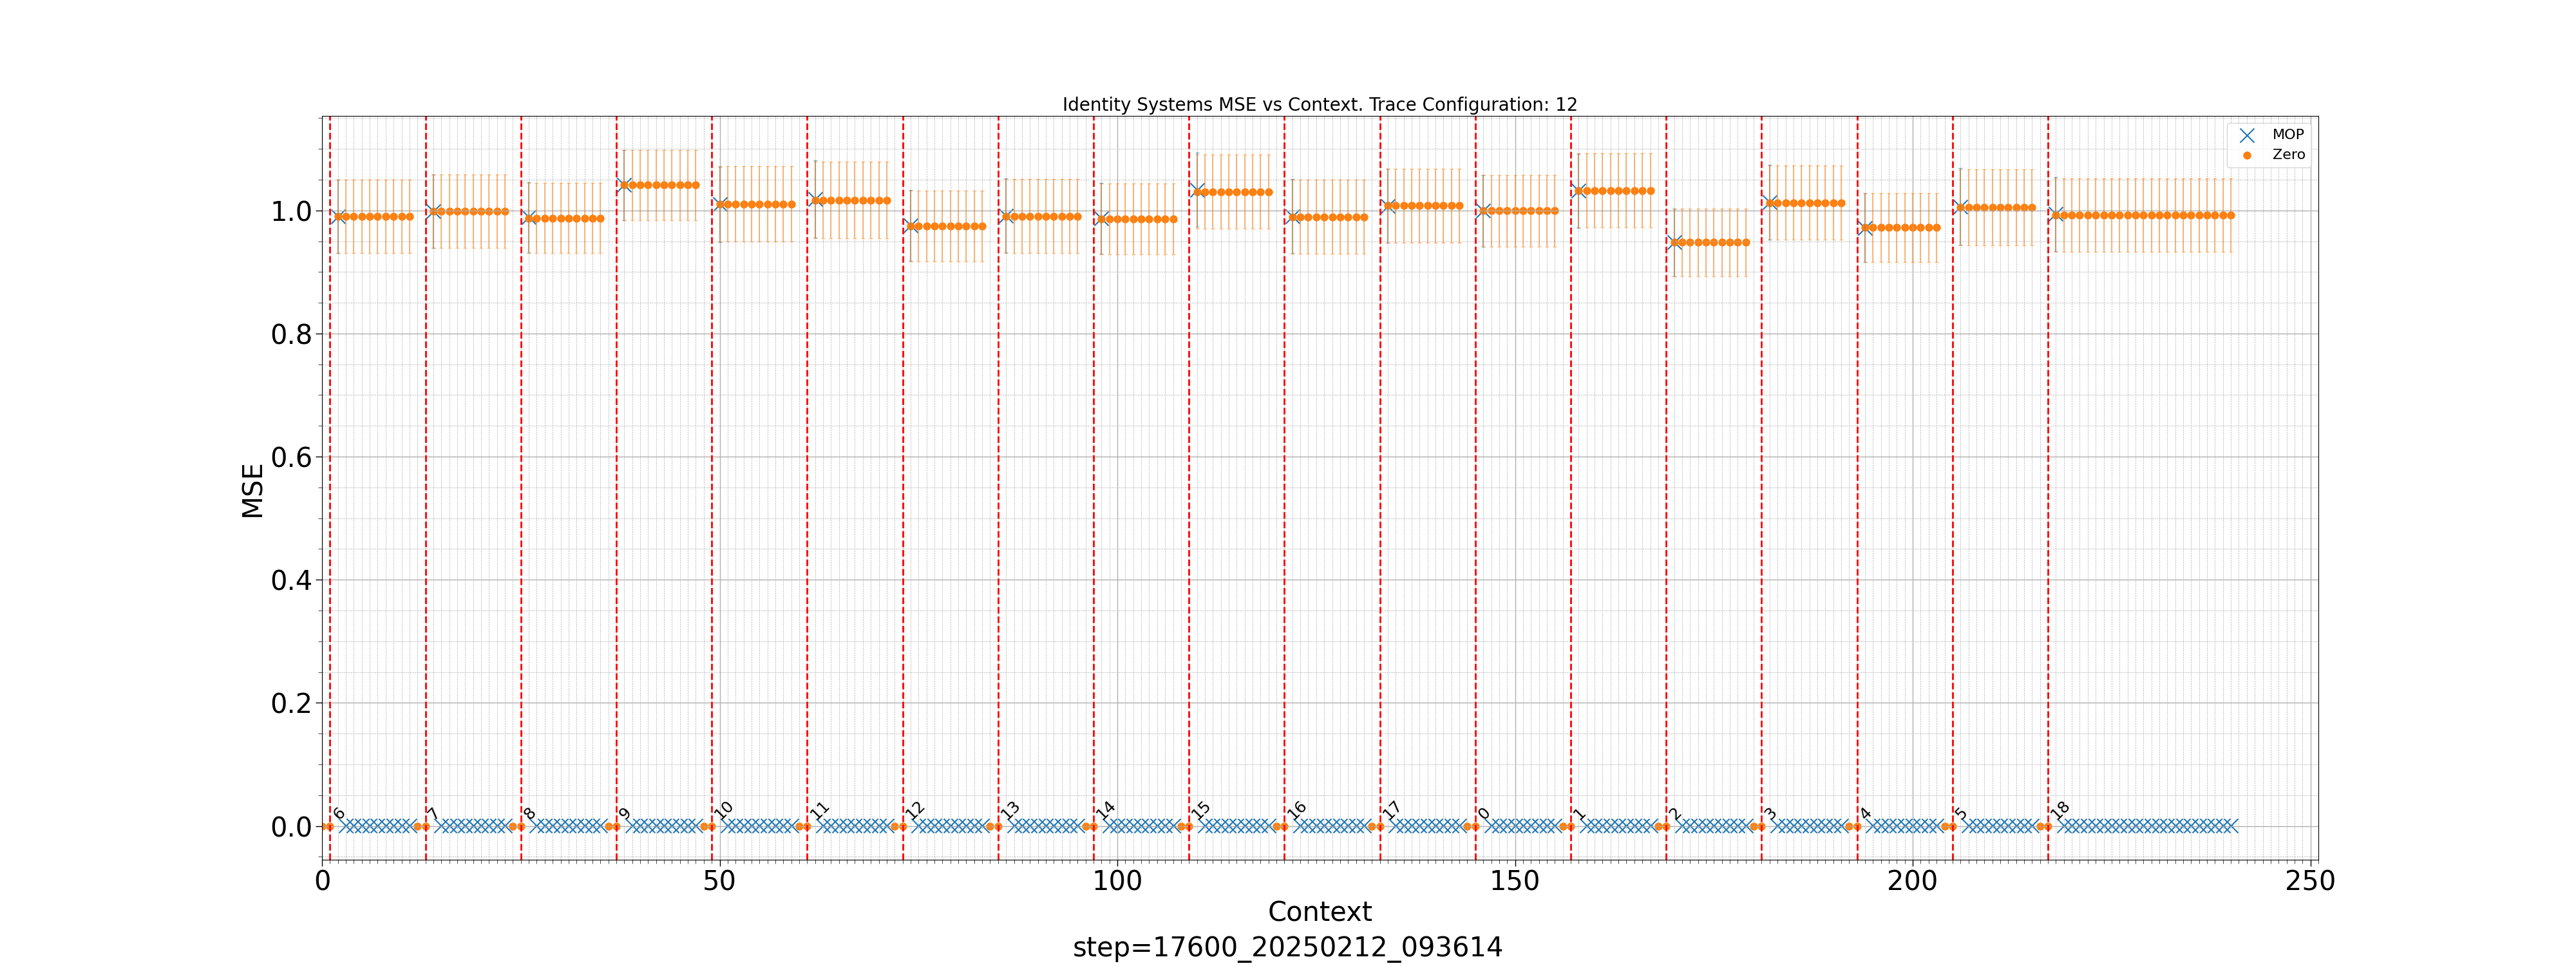 Identity Systems MSE vs Context. Trace Configuration: 12
MOP
Zero
MSE
1.0
0.8
0.6
0.4
0.2
0.0
6 7 8 9 10 11 12 13 14 15 16 17 0 1 2 3 4 5 18
0 50 100 150 200 250
Context
step=17600_20250212_093614